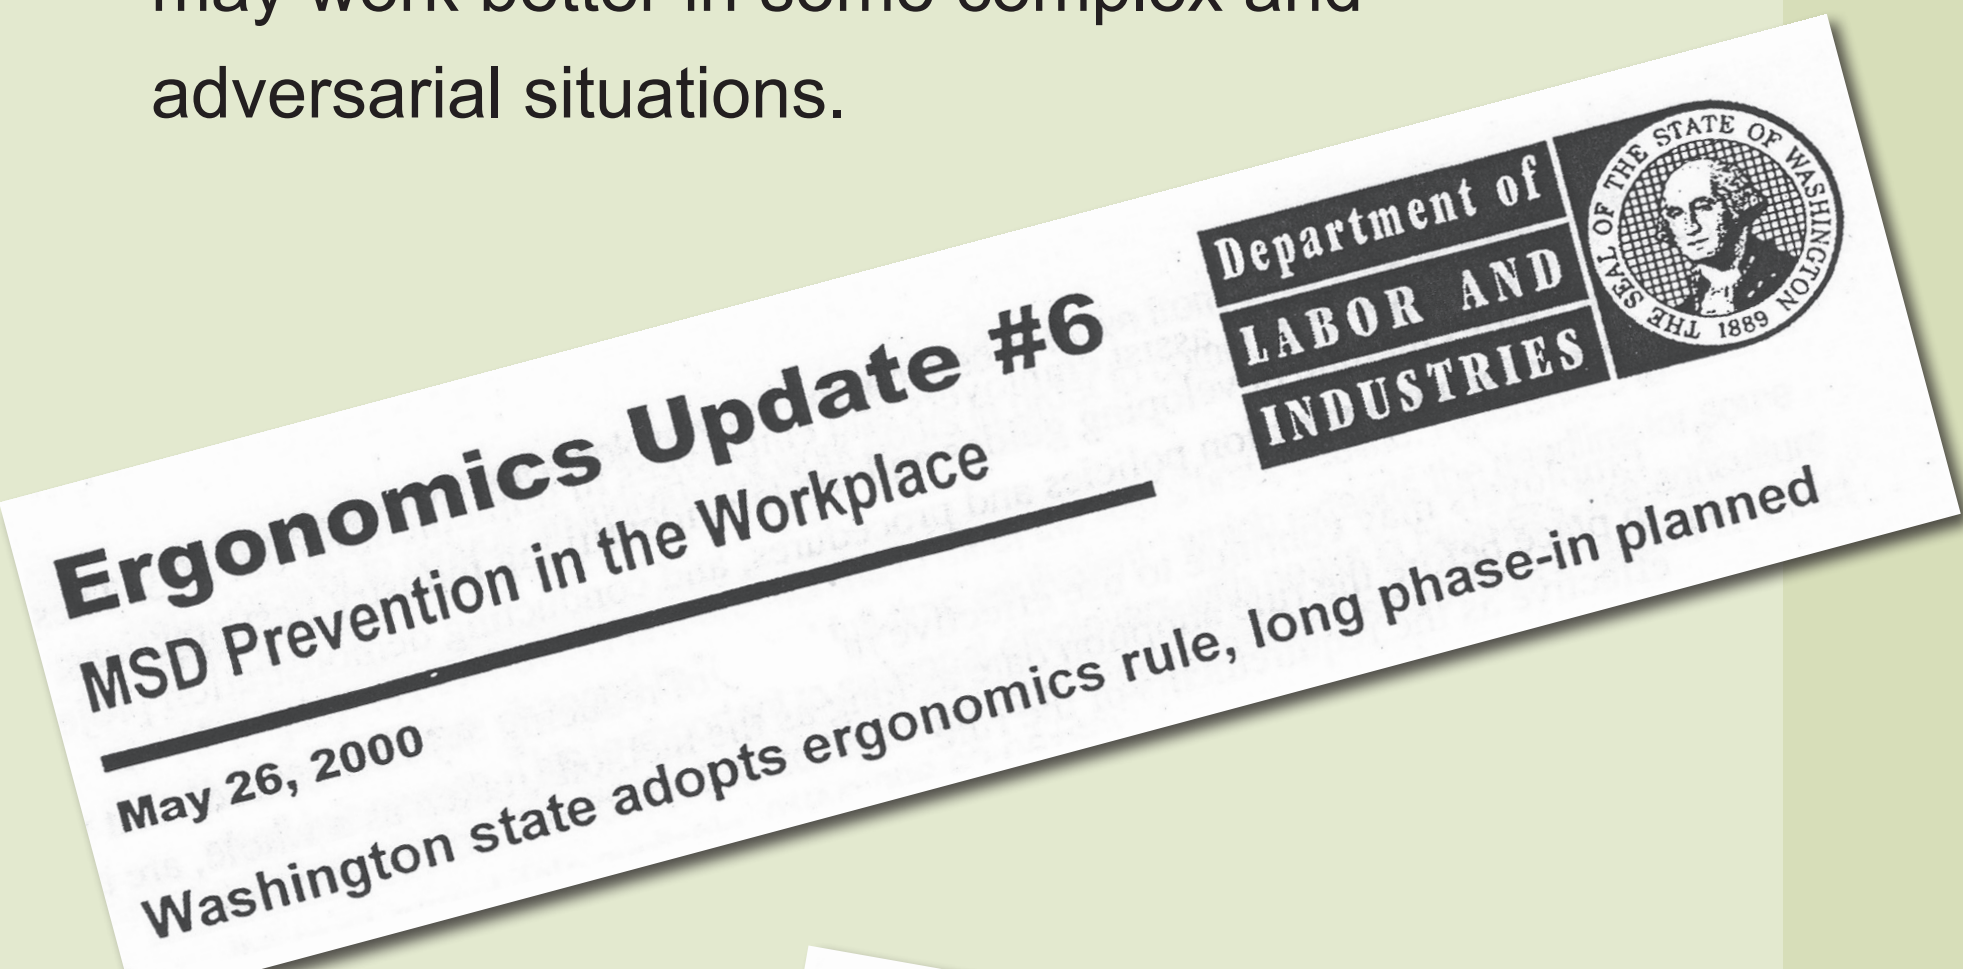 may work better in some complex and
adversarial situations.
Department of
LABOR AND
INDUSTRIES
THE SEAL OF THE STATE OF WASHINGTON
1889
Ergonomics Update #6
MSD Prevention in the Workplace
May 26, 2000
Washington state adopts ergonomics rule, long phase-in planned